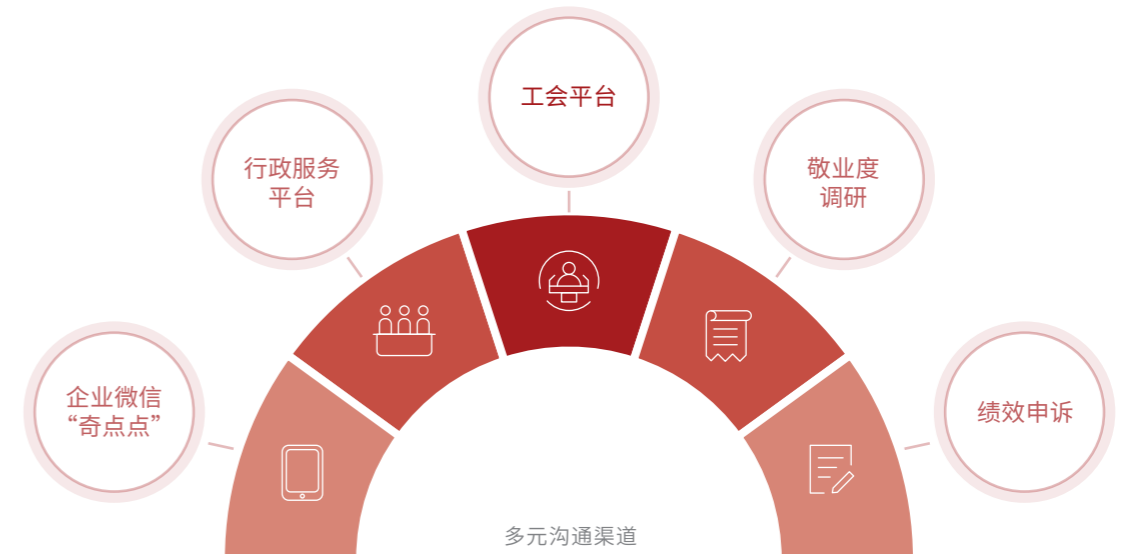 工会平台
行政服务
平台
敬业度
调研
企业微信
“奇点点”
绩效申诉
多元沟通渠道